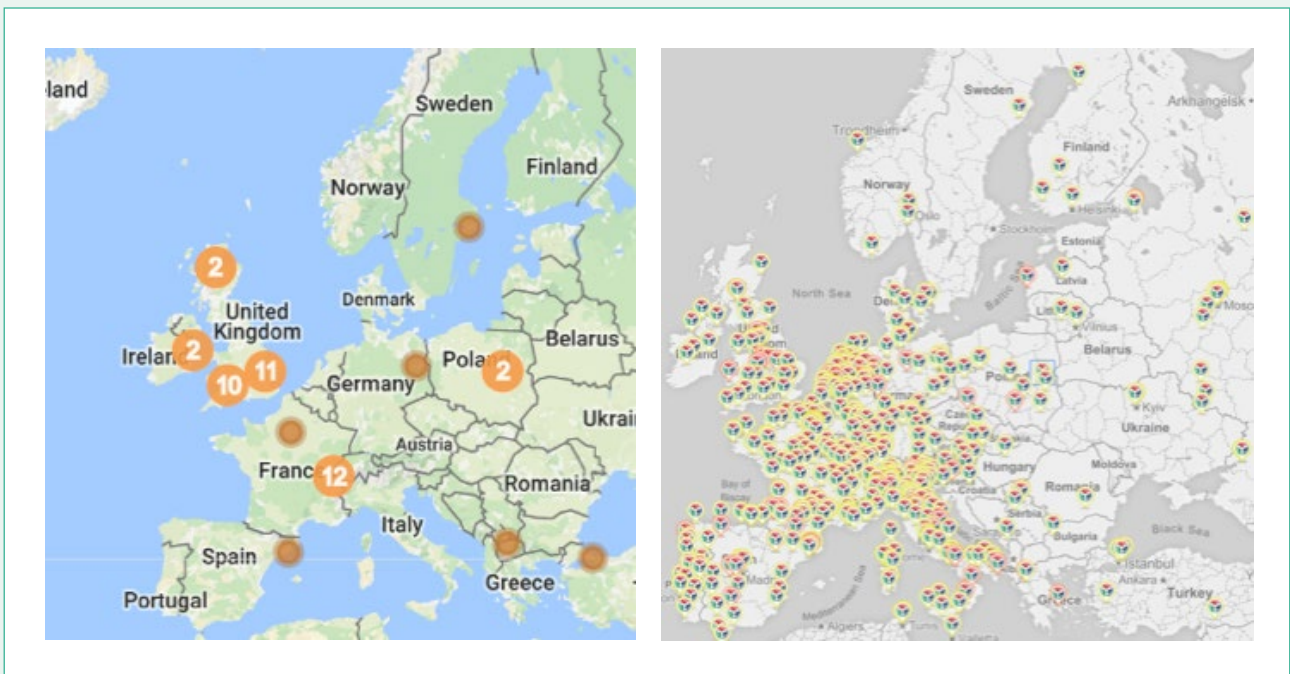 land
Sweden
Finland
Norway
2
Denmark
United
Kingdom
Belarus
2
Ireland
Poland
2
10
11
Germany
Ukrai
Austria
France
12
Romania
Italy
Spain
Greece
Portugal
Sweden
Arkhangelsk
Trondheim
Finland
Norway
Oslo
Helsinki
Stockholm
Estonia
Baltic Sea
Latvia
North Sea
Vilnius
Belarus
Kyiv
Ukraine
Hungary
Moldova
Bay of
Biscay
Croatia
Romania
Serbia
Bulgaria
Black Sea
Istanbul
Ankara
Turkey
Greece
Mediterranean Sea
Algiers
Tunis